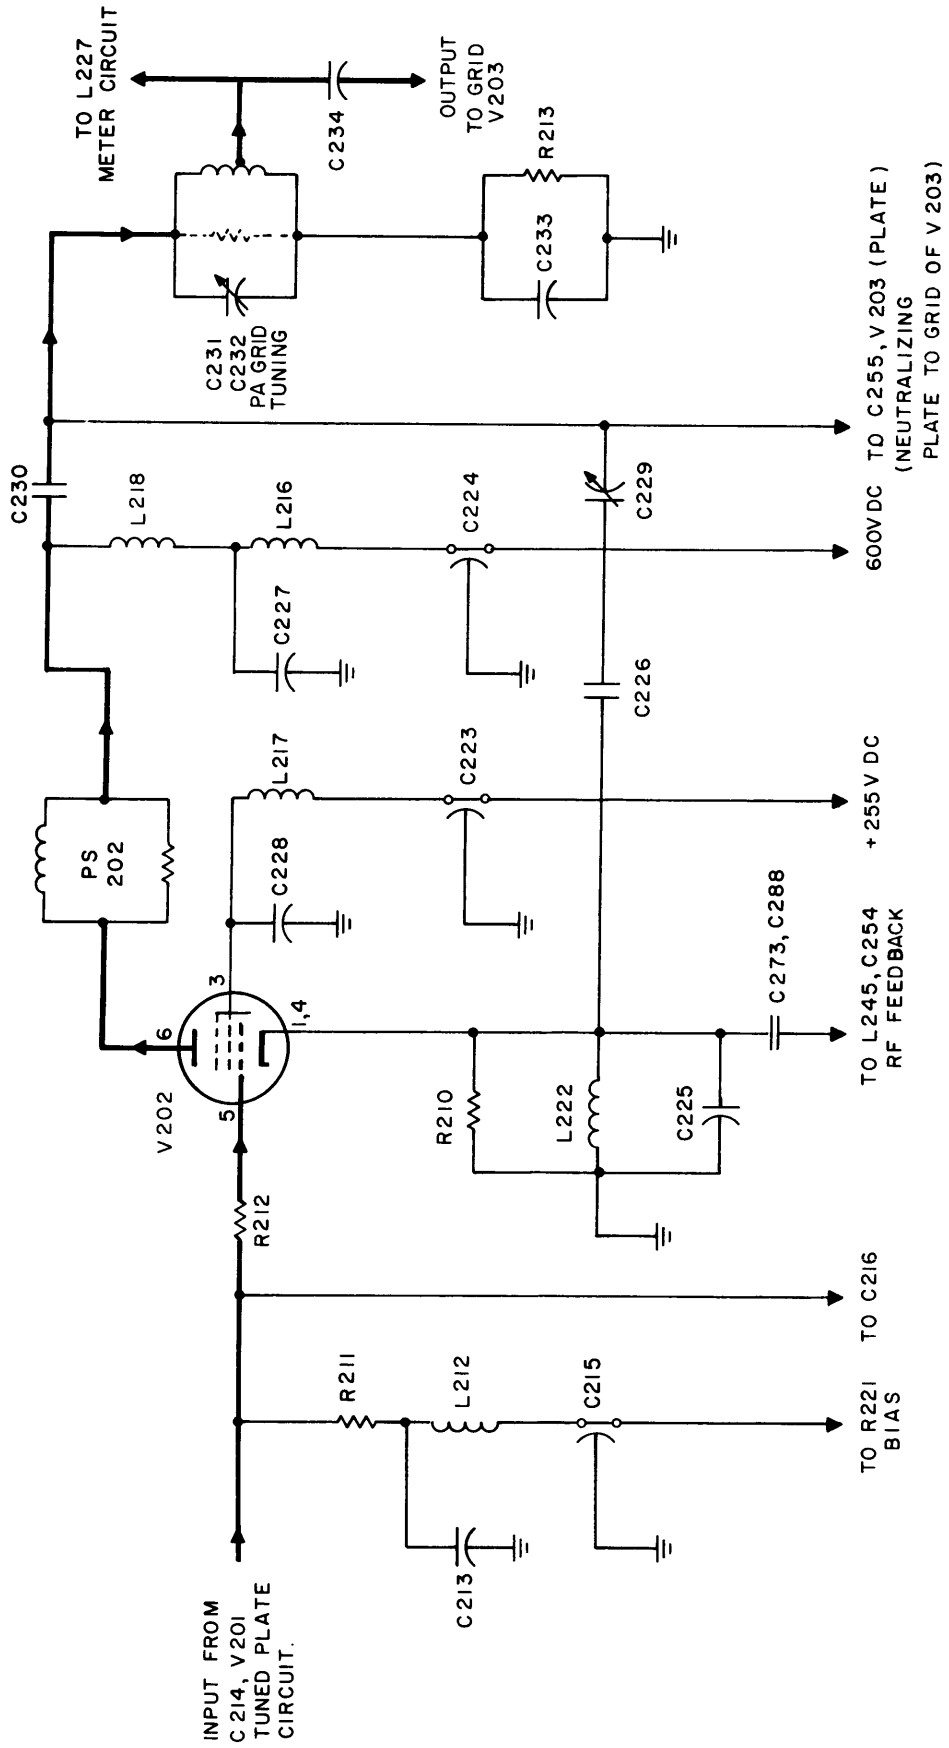 INPUT FROM
C214, V201
TUNED PLATE
CIRCUIT.
C213
R211
L212
C215
TO R221
BIAS
TO C216
R212
V202
5
6
3
1,4
R210
L222
C225
TO L245, C254
RF FEEDBACK
C273, C288
PS
202
C228
L217
C223
+255V DC
C226
C227
L218
L216
C224
C229
600V DC
C230
TO C255, V203 (PLATE)
(NEUTRALIZING
PLATE TO GRID OF V203)
C231
C232
PA GRID
TUNING
C233
R213
TO L227
METER CIRCUIT
C234
OUTPUT
TO GRID
V203